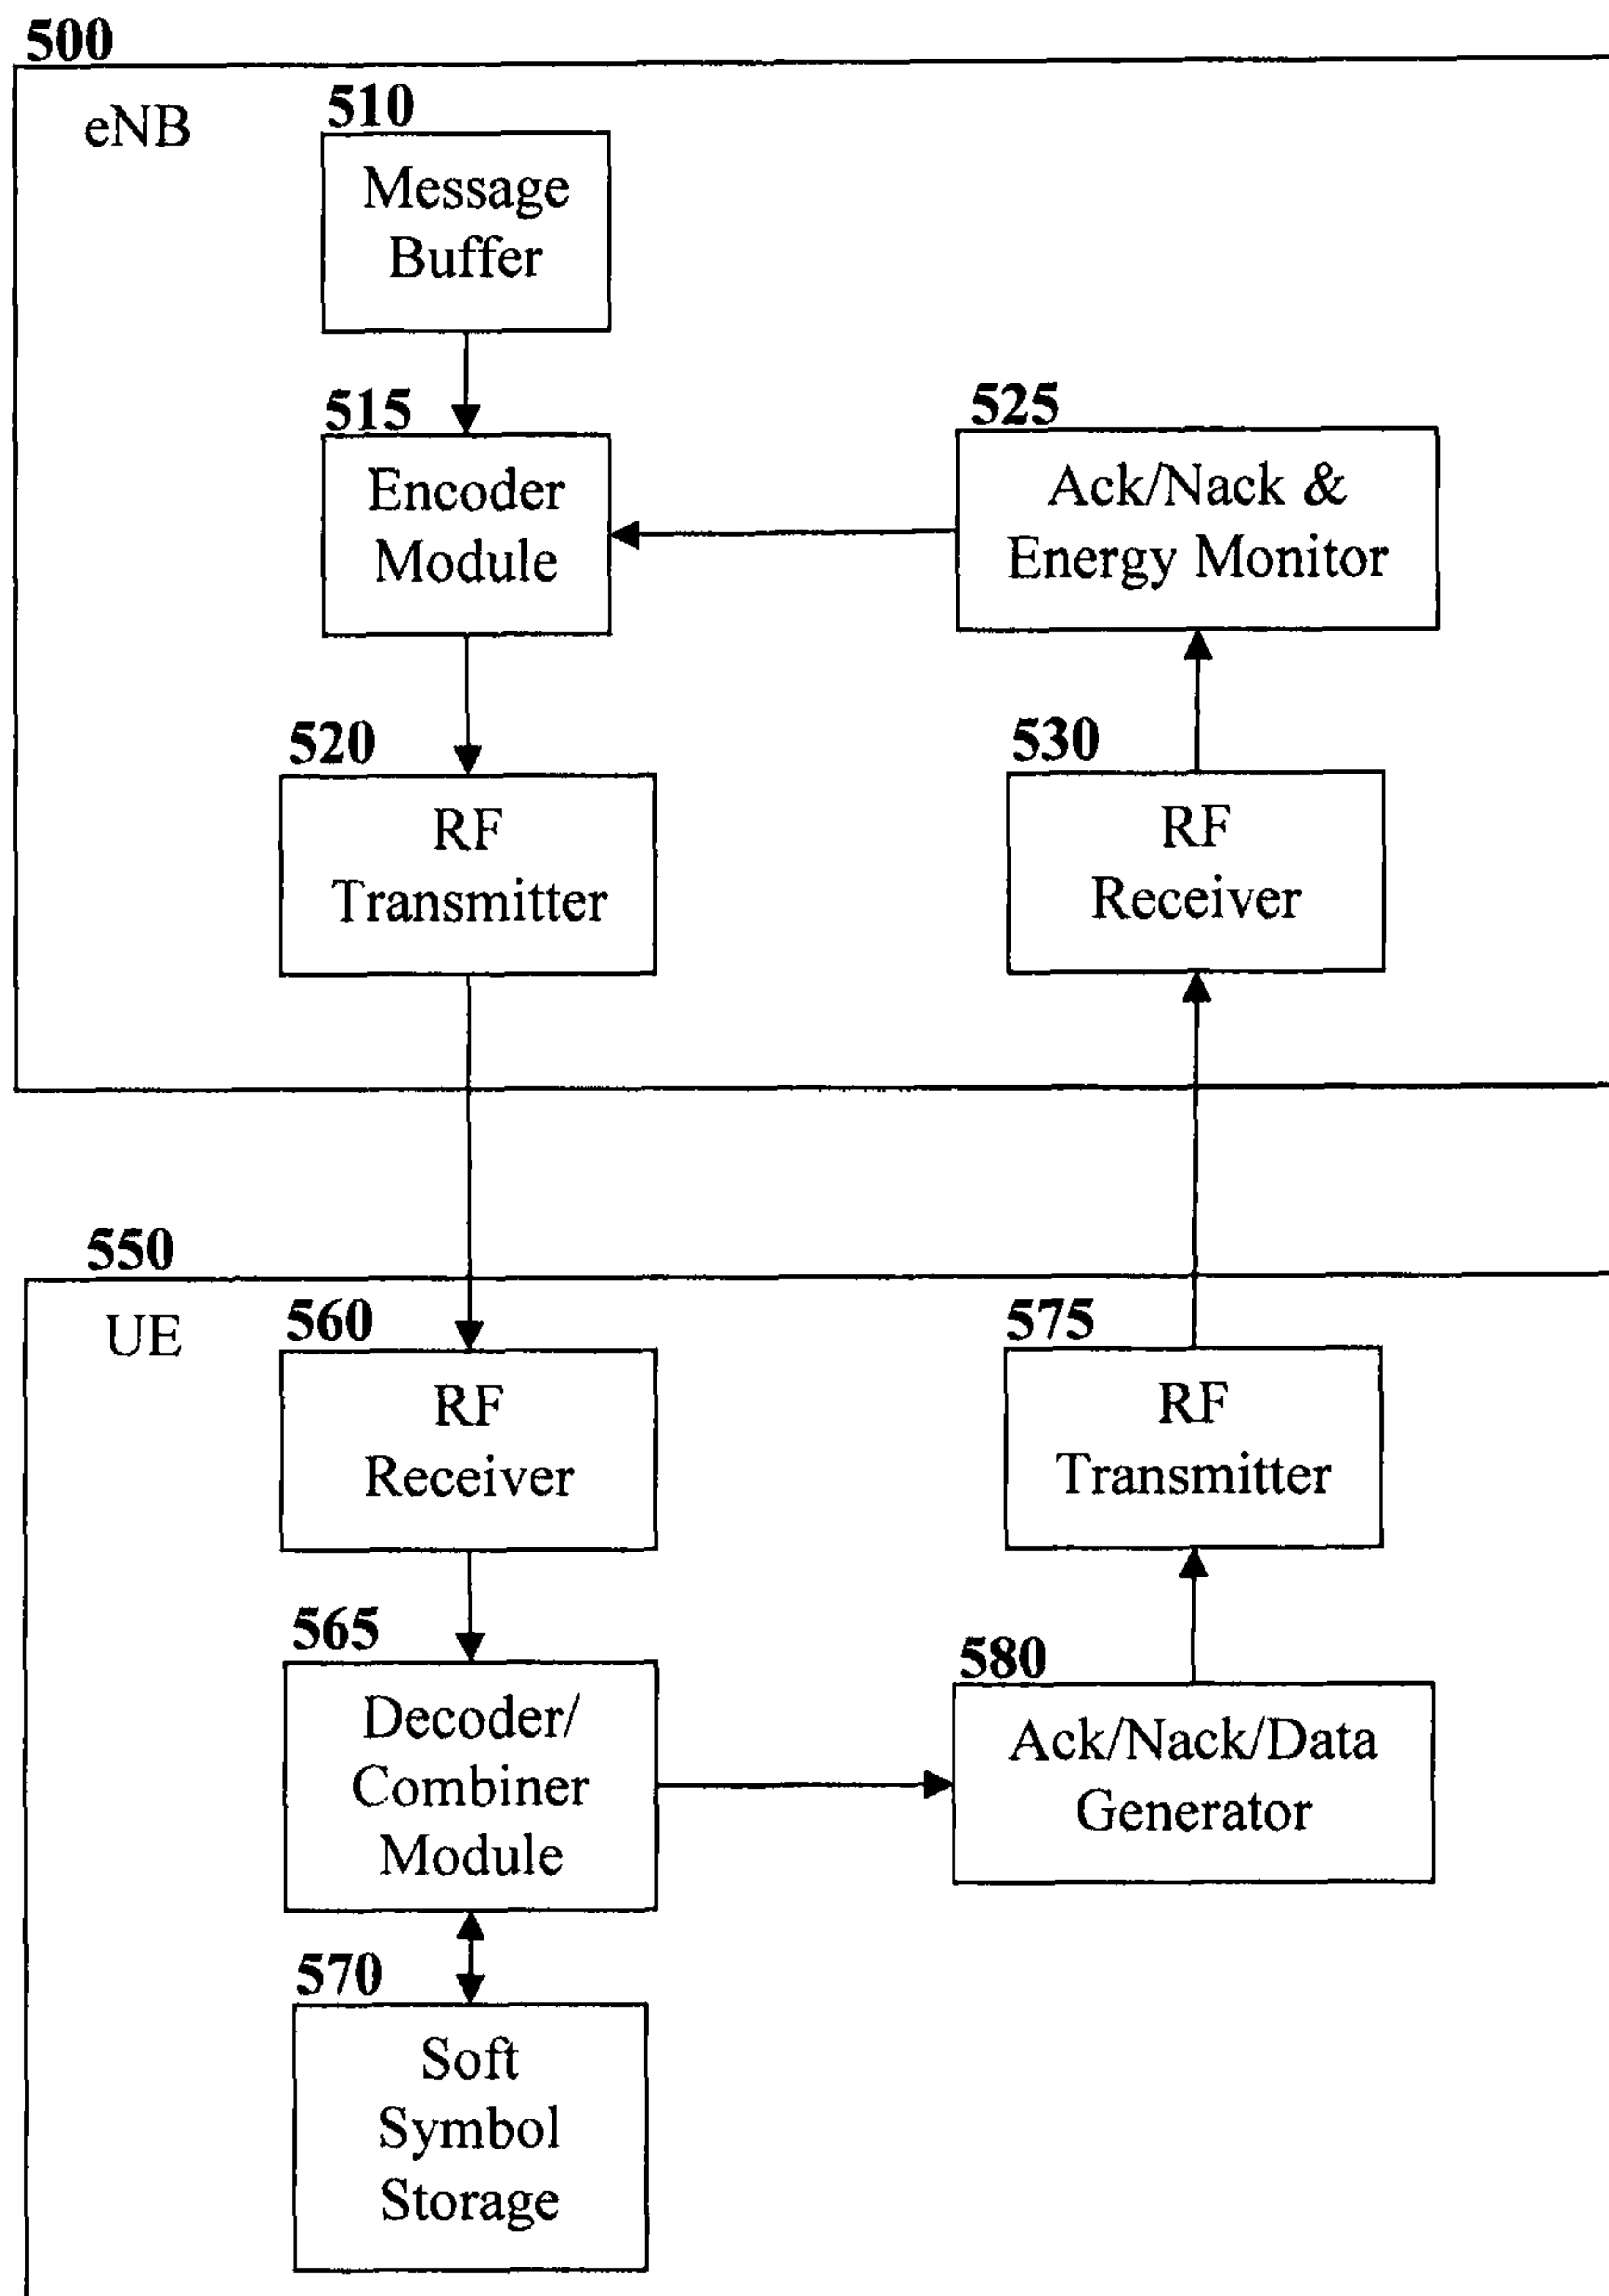 500
eNB
510
Message
Buffer
515
Encoder
Module
525
Ack/Nack &
Energy Monitor
520
RF
Transmitter
530
RF
Receiver
550
UE
560
RF
Receiver
575
RF
Transmitter
565
Decoder/
Combiner
Module
580
Ack/Nack/Data
Generator
570
Soft
Symbol
Storage